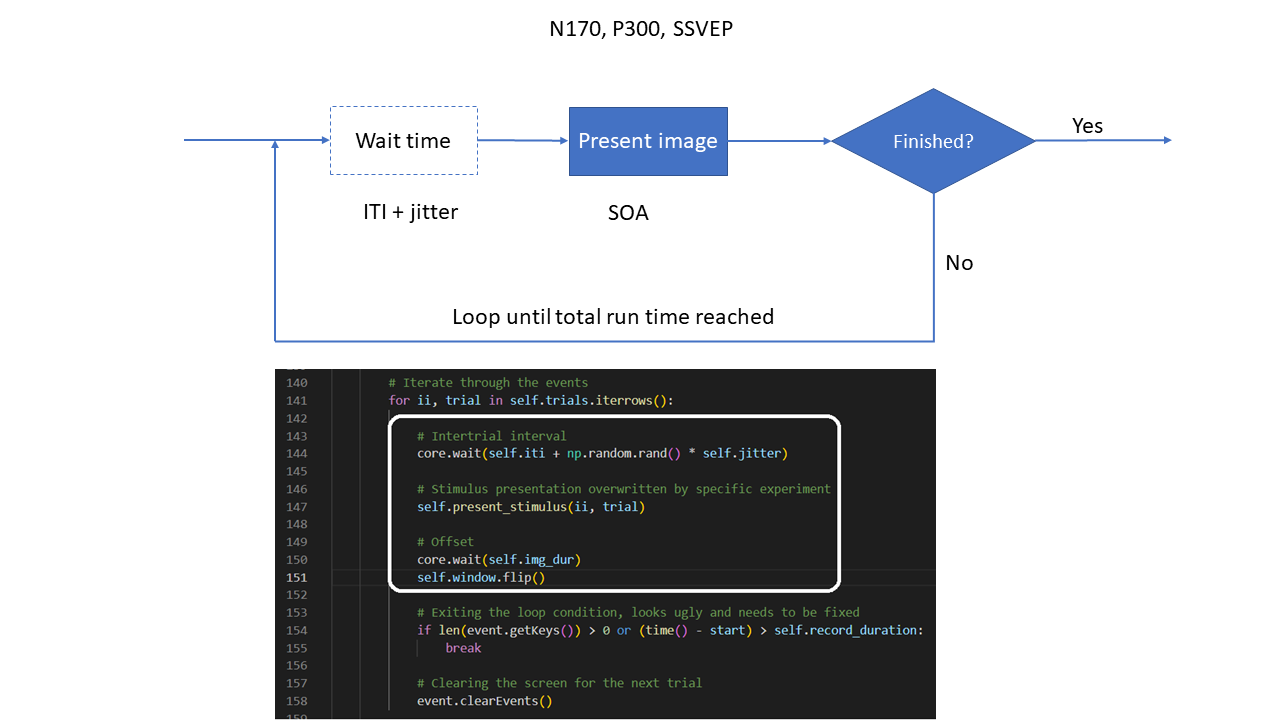 N170, P300, SSVEP
Wait time
Present image
Finished?
Yes
ITI + jitter
SOA
No
Loop until total run time reached
140 # Iterate through the events
141 for ii, trial in self.trials.iterrows():
142
143 # Intertrial interval
144 core.wait(self.iti + np.random.rand() * self.jitter)
145
146 # Stimulus presentation overwritten by specific experiment
147 self.present_stimulus(ii, trial)
148
149 # Offset
150 core.wait(self.img_dur)
151 self.window.flip()
152
153 # Exiting the loop condition, looks ugly and needs to be fixed
154 if len(event.getKeys()) > 0 or (time() - start) > self.record_duration:
155 break
156
157 # Clearing the screen for the next trial
158 event.clearEvents()